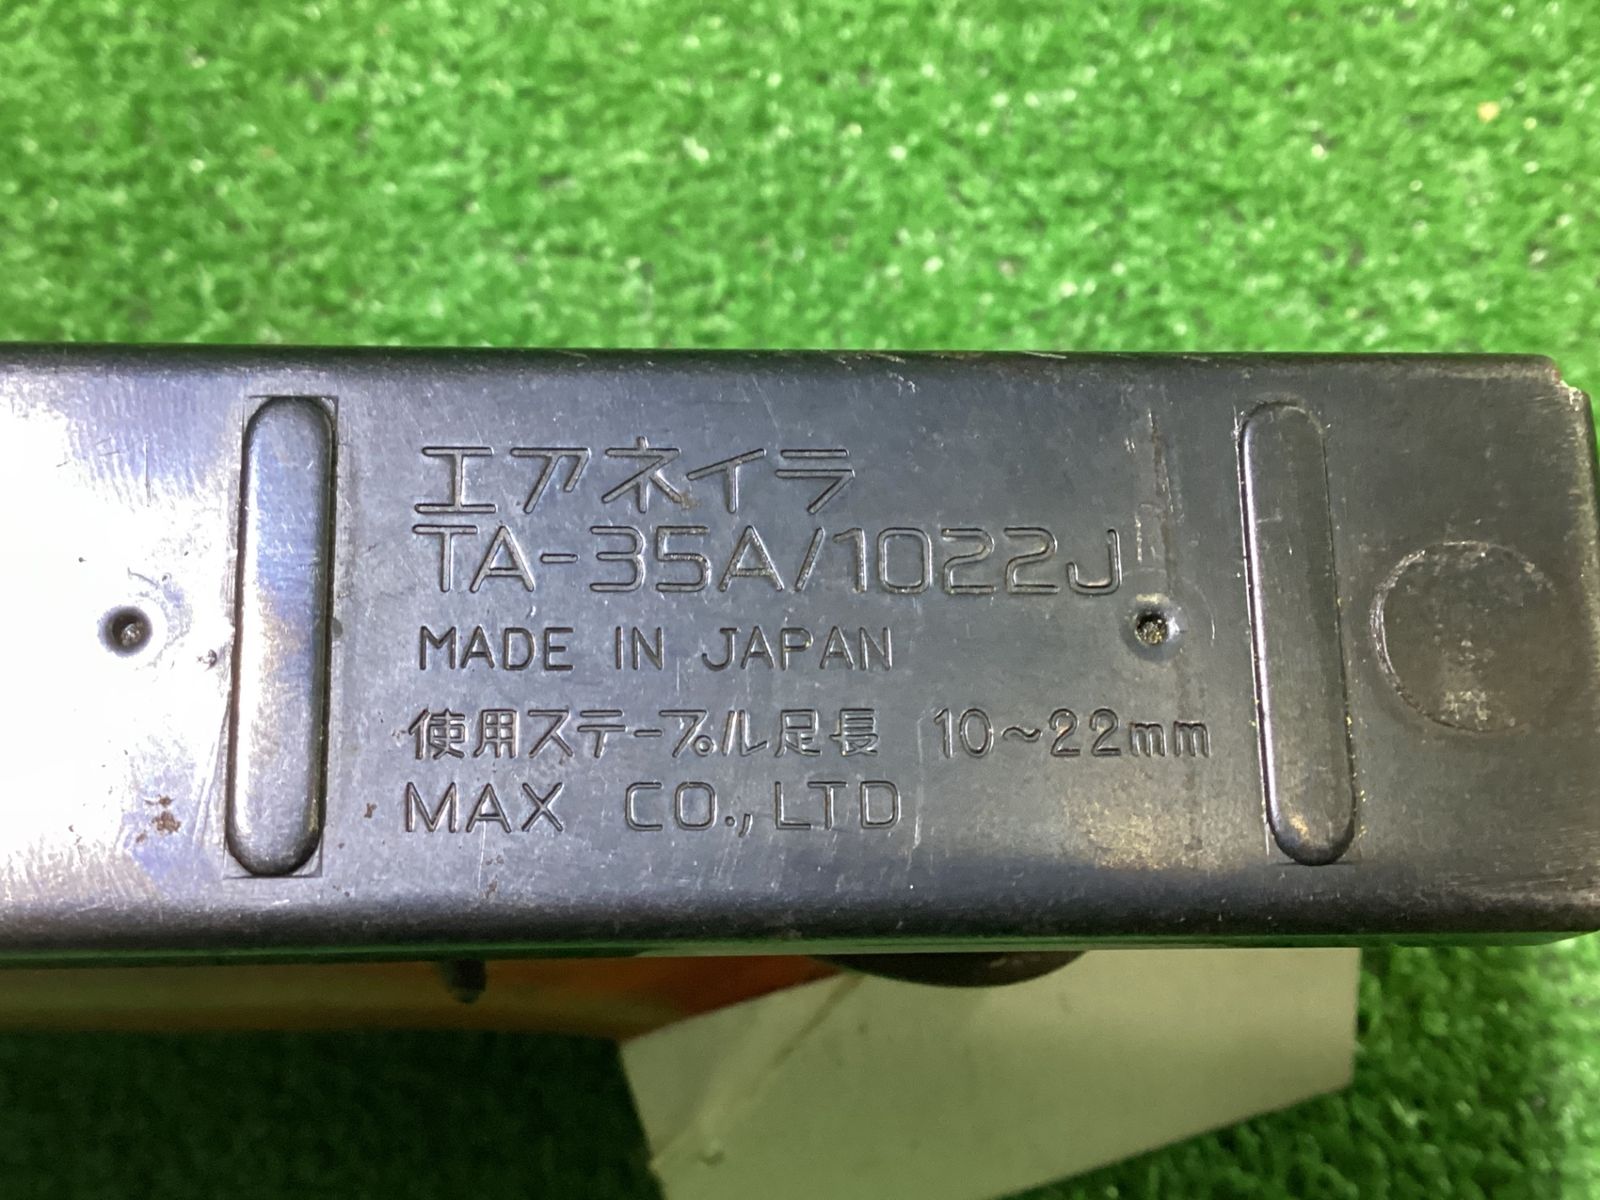 エアネイラ
TA-35A/1022J
MADE IN JAPAN
使用ステープル足長 10~22mm
MAX CO., LTD